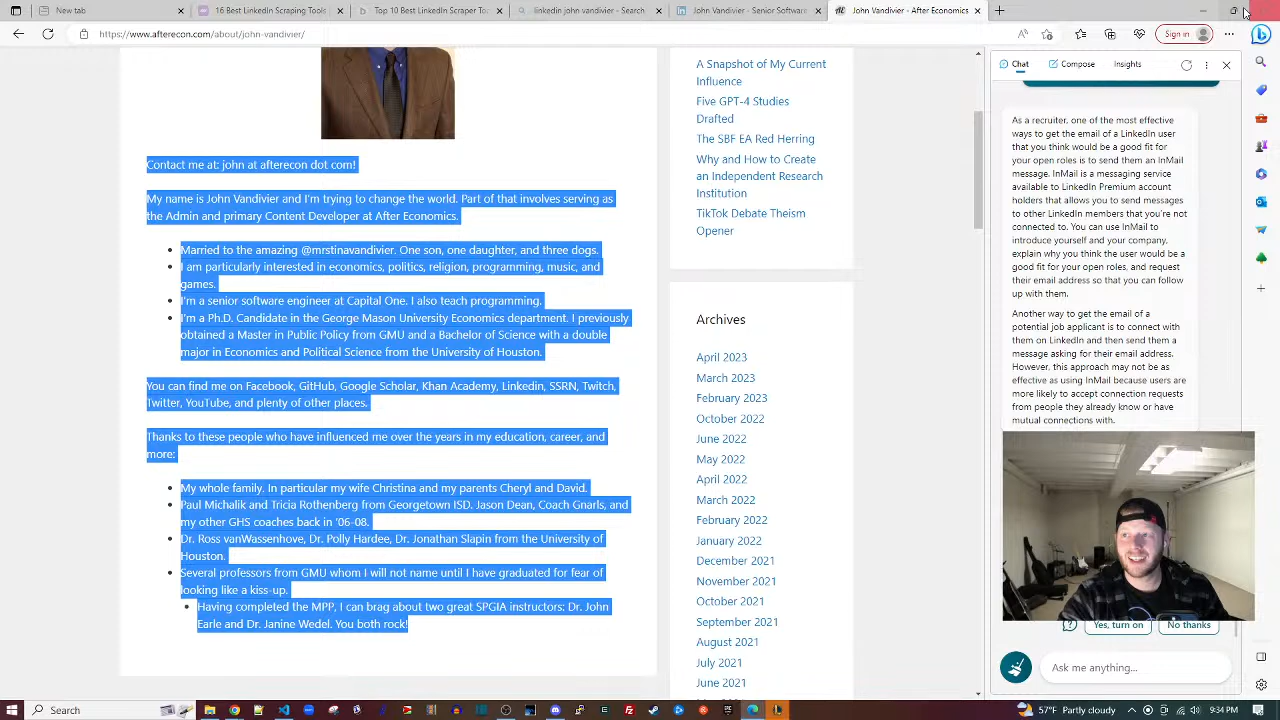 New tab
16 Best LinkedIn Scraping Tools
Top 10 Best LinkedIn Scraper To
linkedin john vandivier - Search
John Vandivier - Senior Software
John Vandivier - After Economics
https://www.afterecon.com/about/john-vandivier/
Sign in
Contact me at: john at afterecon dot com!
My name is John Vandivier and I'm trying to change the world. Part of that involves serving as
the Admin and primary Content Developer at After Economics.
Married to the amazing @mrstinavandivier. One son, one daughter, and three dogs.
I am particularly interested in economics, politics, religion, programming, music, and
games.
I'm a senior software engineer at Capital One. I also teach programming.
I'm a Ph.D. Candidate in the George Mason University Economics department. I previously
obtained a Master in Public Policy from GMU and a Bachelor of Science with a double
major in Economics and Political Science from the University of Houston.
You can find me on Facebook, GitHub, Google Scholar, Khan Academy, Linkedin, SSRN, Twitch,
Twitter, YouTube, and plenty of other places.
Thanks to these people who have influenced me over the years in my education, career, and
more:
My whole family. In particular my wife Christina and my parents Cheryl and David.
Paul Michalik and Tricia Rothenberg from Georgetown ISD. Jason Dean, Coach Gnarls, and
my other GHS coaches back in '06-08.
Dr. Ross vanWassenhove, Dr. Polly Hardee, Dr. Jonathan Slapin from the University of
Houston.
Several professors from GMU whom I will not name until I have graduated for fear of
looking like a kiss-up.
Having completed the MPP, I can brag about two great SPGIA instructors: Dr. John
Earle and Dr. Janine Wedel. You both rock!
A Snapshot of My Current
Influence
Five GPT-4 Studies
Drafted
The SBF EA Red Herring
Why and How to Create
an Independent Research
Institution
TikTok Debate Theism
Opener
Archives
April 2023
March 2023
February 2023
October 2022
June 2022
May 2022
April 2022
March 2022
February 2022
January 2022
December 2021
November 2021
October 2021
September 2021
August 2021
July 2021
June 2021
Chat
Compose
Insights
As a recruiter, one of the most effective
ways to get the email of a LinkedIn user
that you think would be a good fit for
your open roles is to send them an InMail
message. InMail is a messaging service
available to LinkedIn Premium account
holders that allows you to send messages
to other LinkedIn members that you're not
connected to. You can use InMail to
introduce yourself and your company,
explain why you think the person would
be a good fit for your open roles, and ask
for their email address so that you can follow
up with them.
Another way to get the email of a
potential job applicant is to connect with
them on LinkedIn and then send them a
message. However, this approach may not be
as effective as using InMail because users are
more likely to accept connection requests
from people they already know or have
mutual connections with.
Yes, turn on
No thanks
Ask me anything...
Search
57°F Partly cloudy
9:34 PM